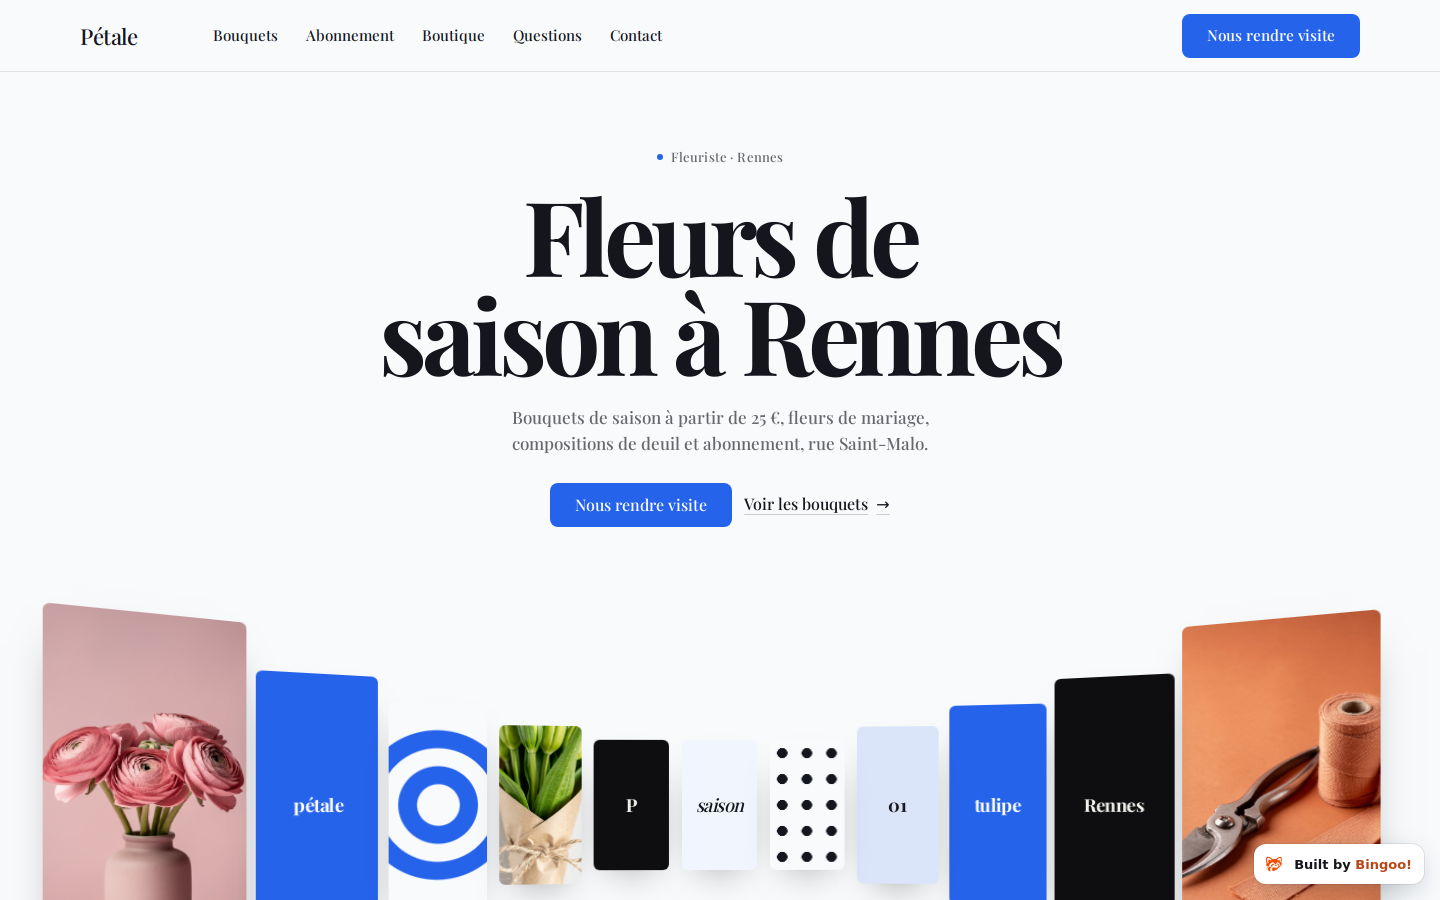 Pétale
Bouquets
Abonnement
Boutique
Questions
Contact
Nous rendre visite
Fleuriste · Rennes
Fleurs de
saison à Rennes
Bouquets de saison à partir de 25 €, fleurs de mariage,
compositions de deuil et abonnement, rue Saint-Malo.
Nous rendre visite
Voir les bouquets →
pétale
P
saison
01
tulipe
Rennes
Built by Bingoo!